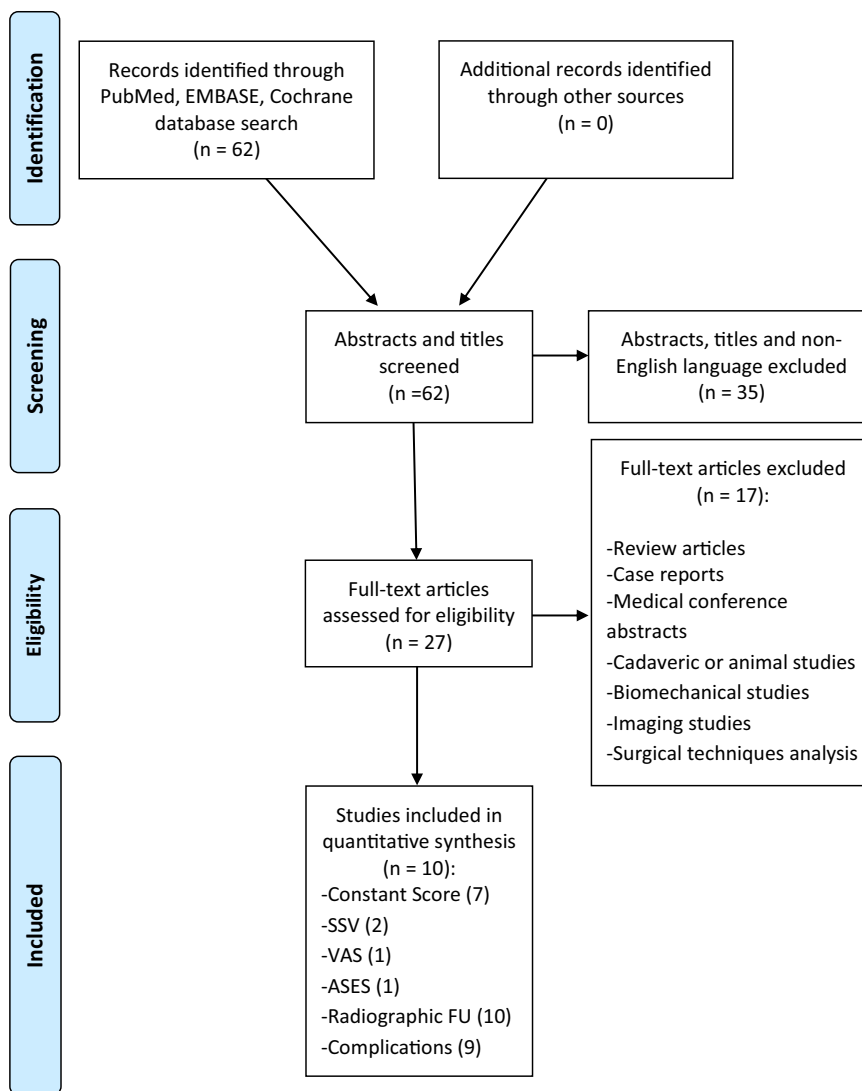 Identification
Records identified through
PubMed, EMBASE, Cochrane
database search
(n = 62)
Additional records identified
through other sources
(n = 0)
Screening
Abstracts and titles
screened
(n =62)
Abstracts, titles and non-
English language excluded
(n = 35)
Eligibility
Full-text articles
assessed for eligibility
(n = 27)
Full-text articles excluded
(n = 17):
-Review articles
-Case reports
-Medical conference
abstracts
-Cadaveric or animal studies
-Biomechanical studies
-Imaging studies
-Surgical techniques analysis
Included
Studies included in
quantitative synthesis
(n = 10):
-Constant Score (7)
-SSV (2)
-VAS (1)
-ASES (1)
-Radiographic FU (10)
-Complications (9)